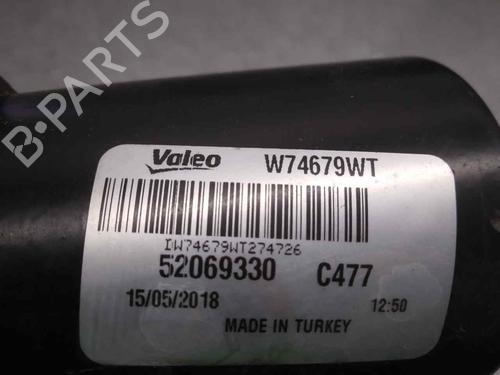 B-PARTS
Valeo W74679WT
IW74679WT274726
52069330 C477
15/05/2018 12:50
MADE IN TURKEY